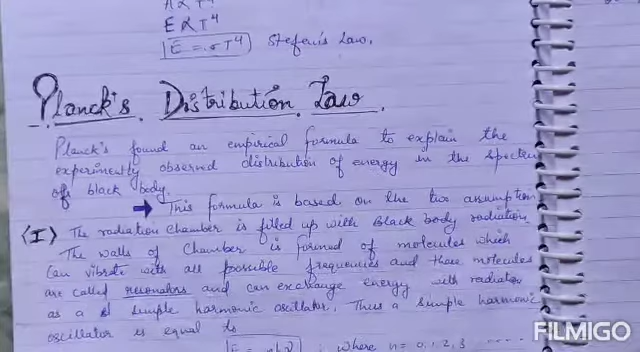 E α T⁴
E = σT⁴ Stefen's Law.
Planck's Distribution Law.
Planck's found an empirical formula to explain the
experimently observed distribution of energy in the
of black body.
➡ This formula is based on the two assumption
(I) The radiation chamber is filled up with Black body radiation.
The walls of Chamber is formed of molecules which
Can vibrate with all possible frequencies and these molecules
are called resonators and can exchange energy with radiation
as a simple harmonic oscillator. Thus a simple harmonic
oscillator is equal to
; where n = 0, 1, 2, 3 ....
FILMIGO